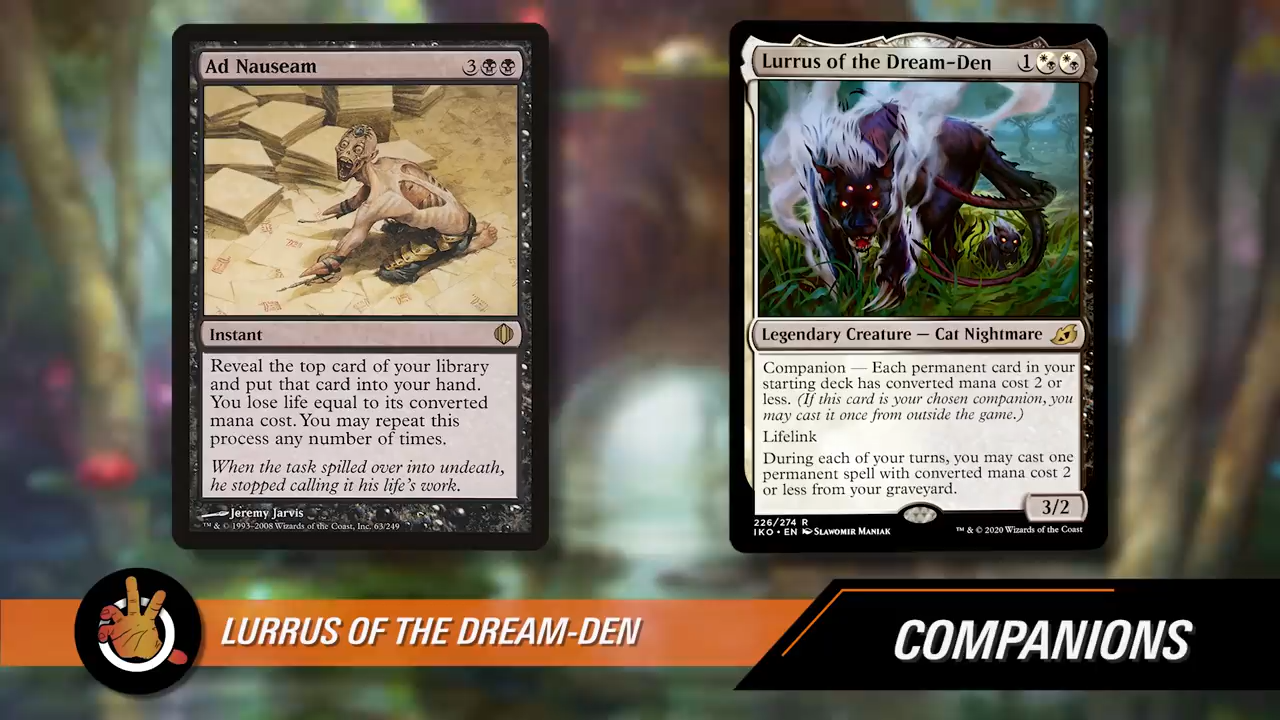 Ad Nauseam
3
Instant
Reveal the top card of your library
and put that card into your hand.
You lose life equal to its converted
mana cost. You may repeat this
process any number of times.
When the task spilled over into undeath,
he stopped calling it his life's work.
Jeremy Jarvis
™ & © 1993–2008 Wizards of the Coast, Inc. 63/249
Lurrus of the Dream-Den
1
Legendary Creature — Cat Nightmare
Companion — Each permanent card in your
starting deck has converted mana cost 2 or
less. (If this card is your chosen companion, you
may cast it once from outside the game.)
Lifelink
During each of your turns, you may cast one
permanent spell with converted mana cost 2
or less from your graveyard.
3/2
226/274 R
IKO • EN Slawomir Maniak
™ & © 2020 Wizards of the Coast
LURRUS OF THE DREAM-DEN
COMPANIONS